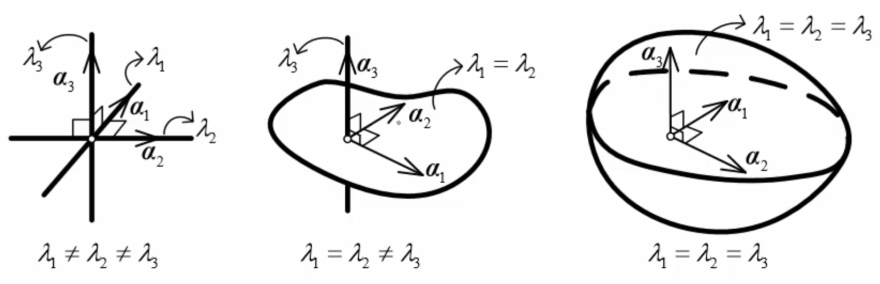 λ₃ λ₁ α₃ α₁ λ₂ α₂
λ₁ ≠ λ₂ ≠ λ₃
λ₃ α₃ λ₁ = λ₂ α₂ α₁
λ₁ = λ₂ ≠ λ₃
λ₁ = λ₂ = λ₃ α₃ α₁ α₂
λ₁ = λ₂ = λ₃